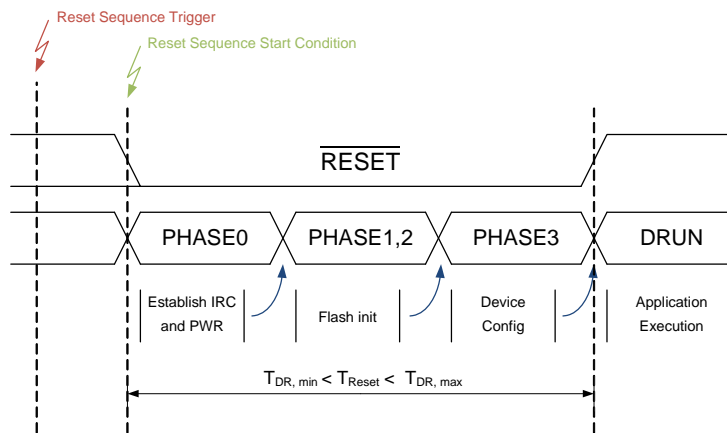 Reset Sequence Trigger
Reset Sequence Start Condition
RESET
PHASE0
PHASE1,2
PHASE3
DRUN
Establish IRC
and PWR
Flash init
Device
Config
Application
Execution
TDR, min < TReset < TDR, max